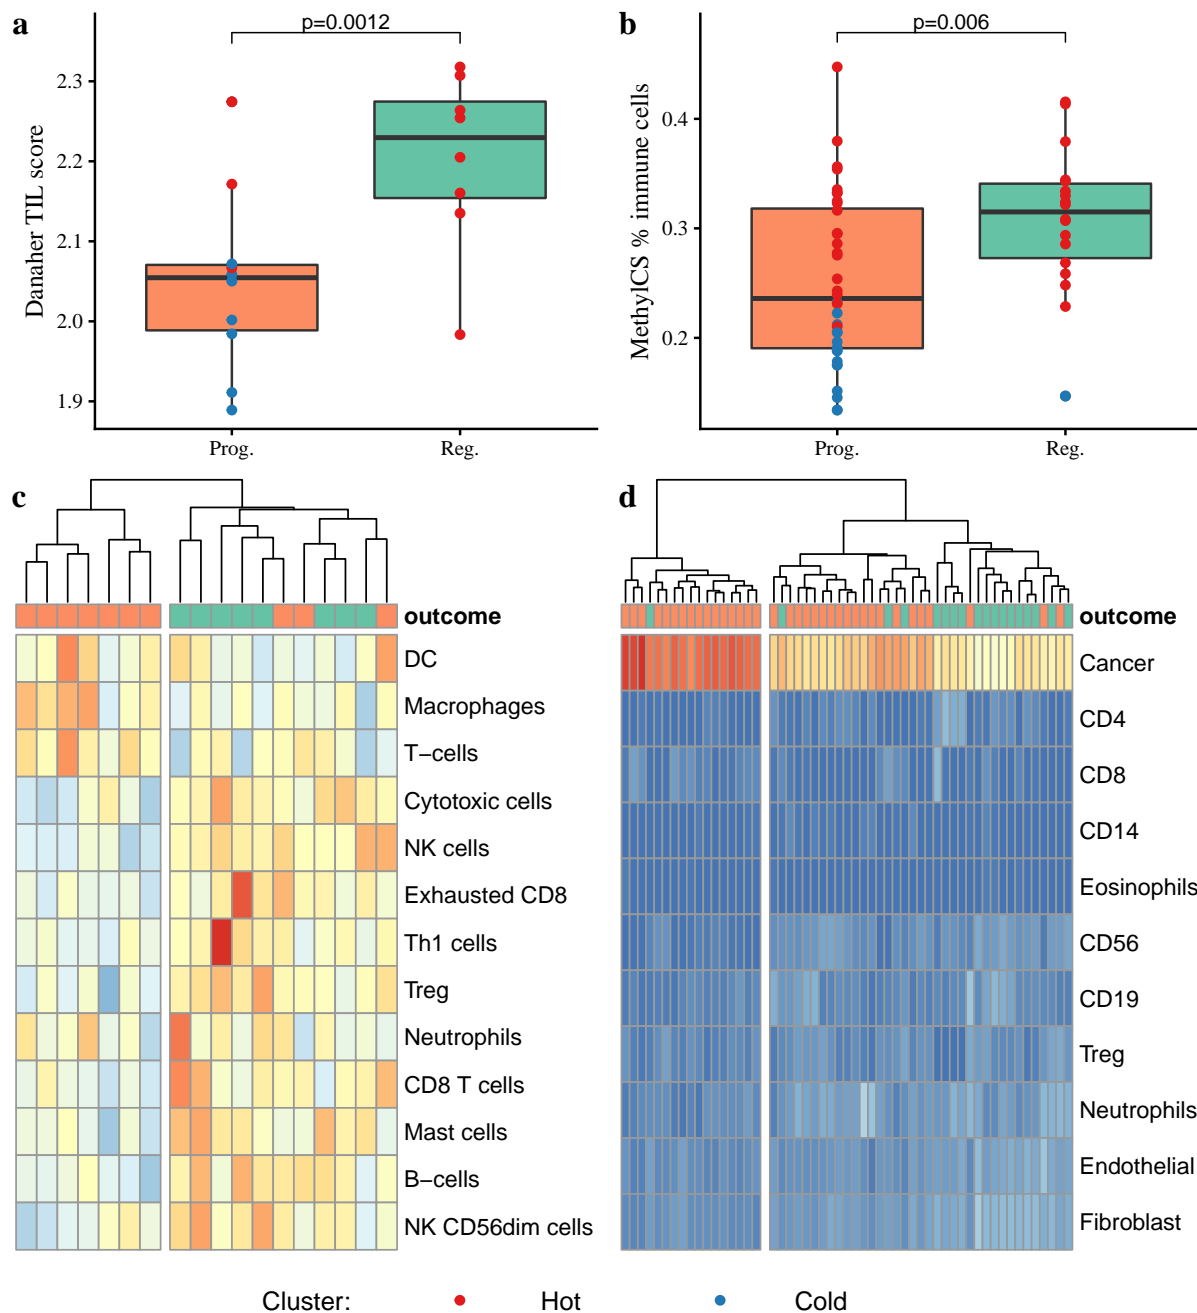 a
p=0.0012
Danaher TIL score
2.3
2.2
2.1
2.0
1.9
Prog.
Reg.
b
p=0.006
MethylCS % immune cells
0.4
0.3
0.2
Prog.
Reg.
c
outcome
DC
Macrophages
T−cells
Cytotoxic cells
NK cells
Exhausted CD8
Th1 cells
Treg
Neutrophils
CD8 T cells
Mast cells
B−cells
NK CD56dim cells
d
outcome
Cancer
CD4
CD8
CD14
Eosinophils
CD56
CD19
Treg
Neutrophils
Endothelial
Fibroblast
Cluster: Hot Cold